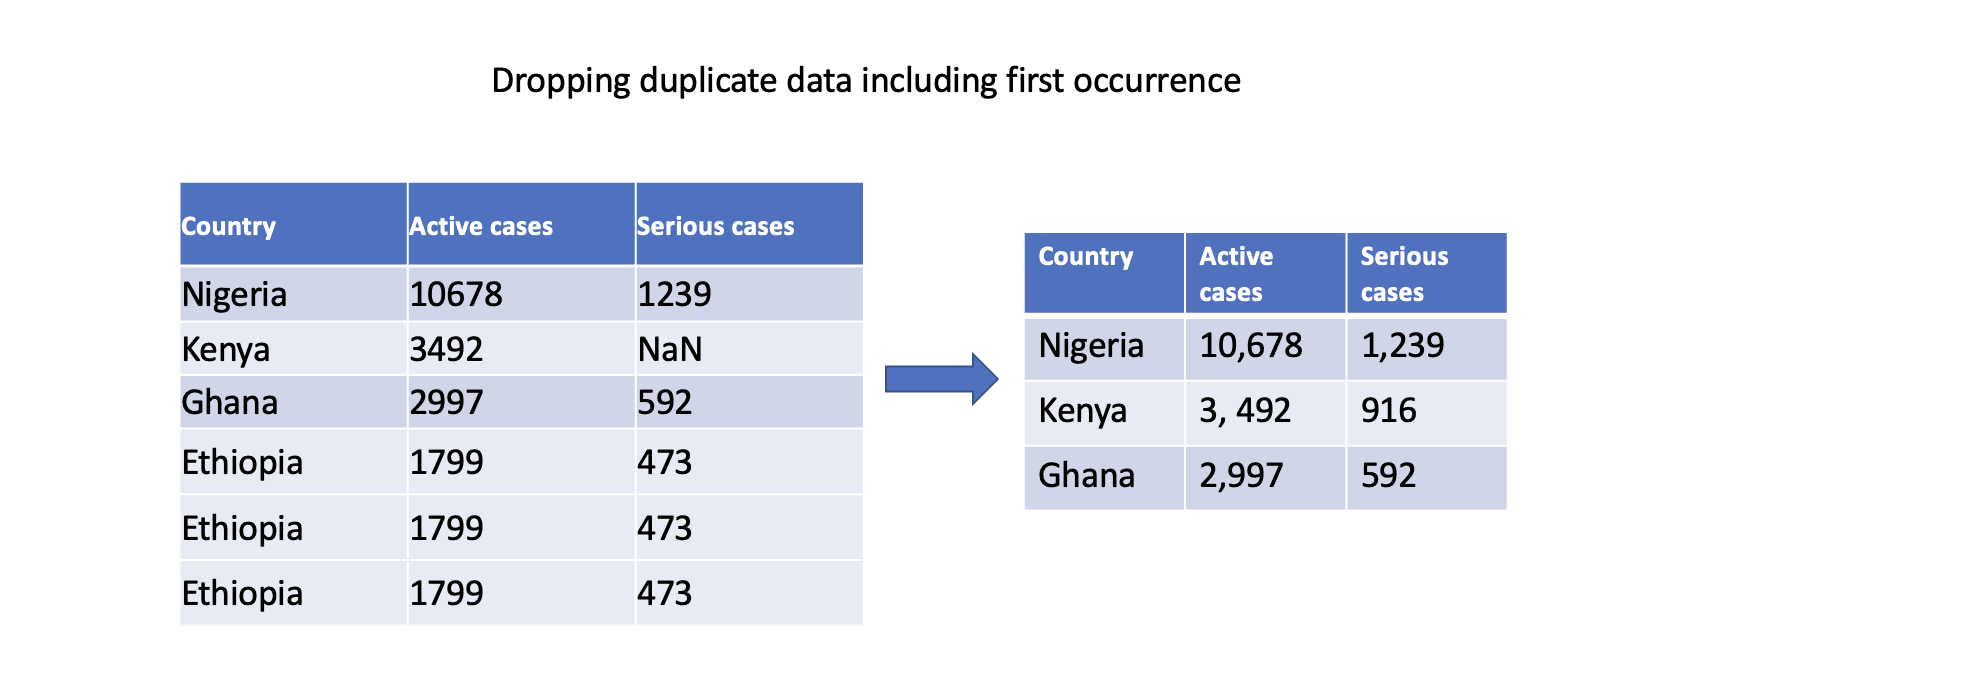 Dropping duplicate data including first occurrence
Country Active cases Serious cases
Nigeria 10678 1239
Kenya 3492 NaN
Ghana 2997 592
Ethiopia 1799 473
Ethiopia 1799 473
Ethiopia 1799 473
Country Active Serious
cases cases
Nigeria 10,678 1,239
Kenya 3, 492 916
Ghana 2,997 592